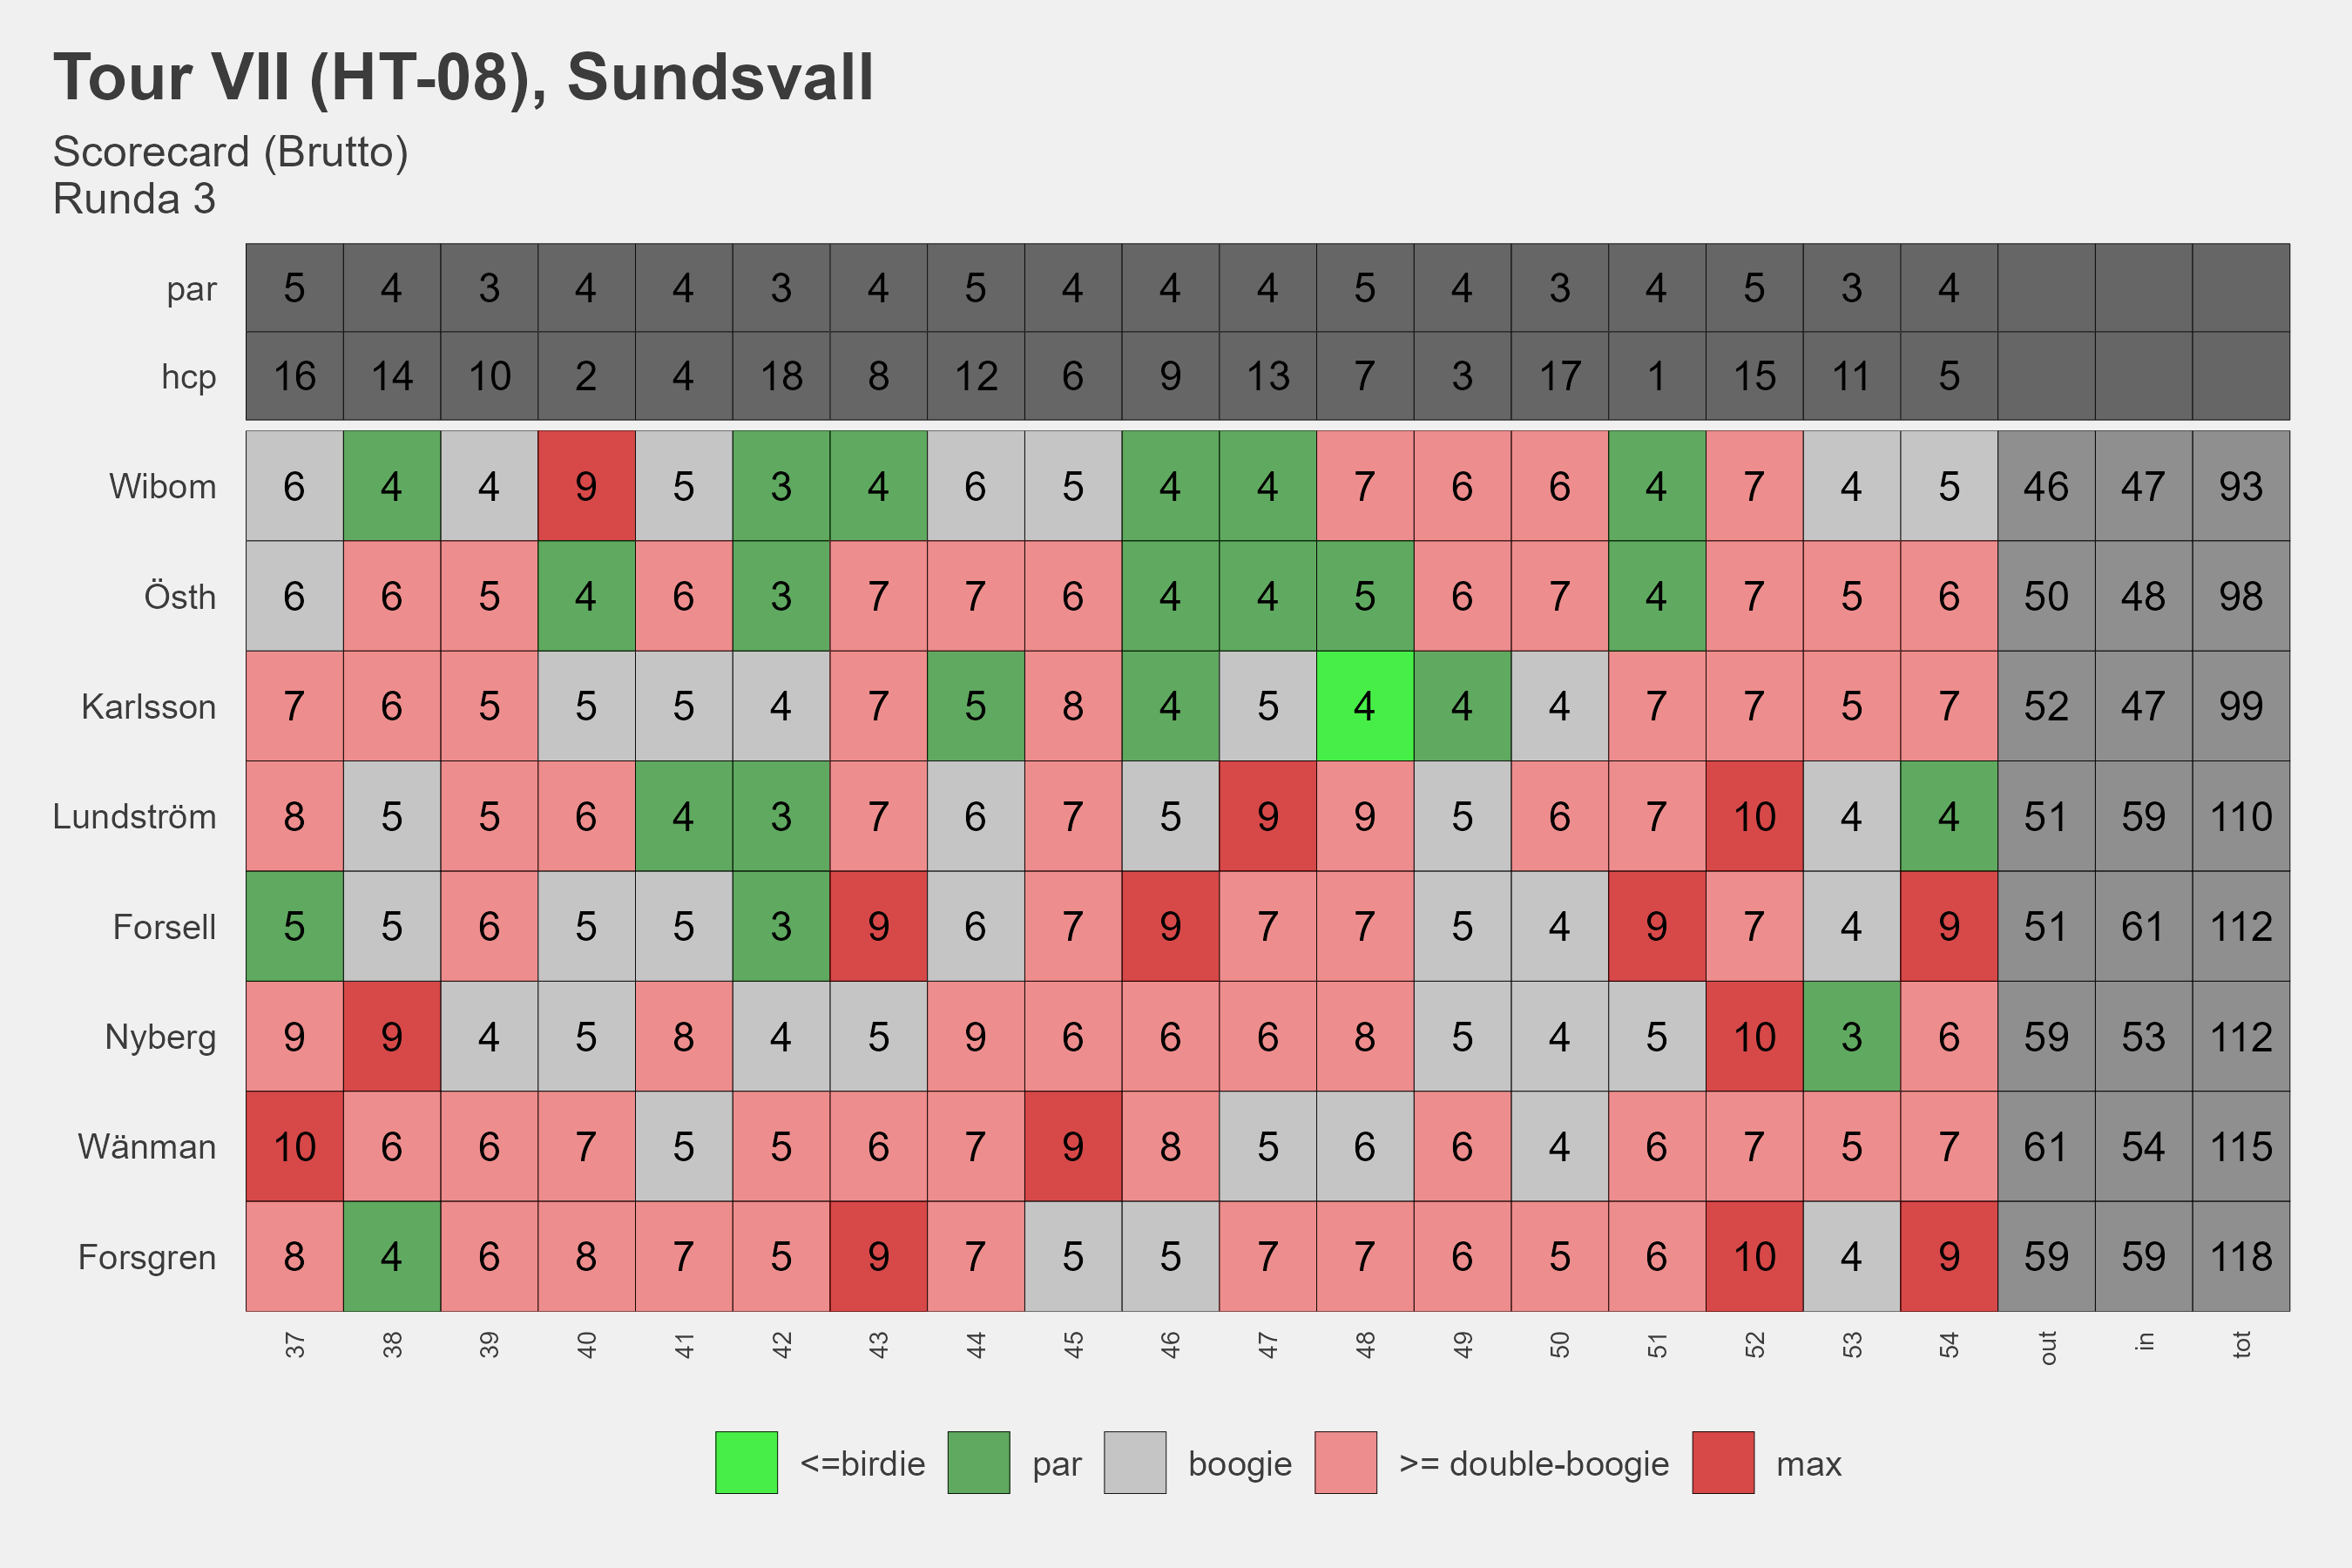 Tour VII (HT-08), Sundsvall
Scorecard (Brutto)
Runda 3
par 5 4 3 4 4 3 4 5 4 4 4 5 4 3 4 5 3 4
hcp 16 14 10 2 4 18 8 12 6 9 13 7 3 17 1 15 11 5
Wibom 6 4 4 9 5 3 4 6 5 4 4 7 6 6 4 7 4 5 46 47 93
Östh 6 6 5 4 6 3 7 7 6 4 4 5 6 7 4 7 5 6 50 48 98
Karlsson 7 6 5 5 5 4 7 5 8 4 5 4 4 4 7 7 5 7 52 47 99
Lundström 8 5 5 6 4 3 7 6 7 5 9 9 5 6 7 10 4 4 51 59 110
Forsell 5 5 6 5 5 3 9 6 7 9 7 7 5 4 9 7 4 9 51 61 112
Nyberg 9 9 4 5 8 4 5 9 6 6 6 8 5 4 5 10 3 6 59 53 112
Wänman 10 6 6 7 5 5 6 7 9 8 5 6 6 4 6 7 5 7 61 54 115
Forsgren 8 4 6 8 7 5 9 7 5 5 7 7 6 5 6 10 4 9 59 59 118
37 38 39 40 41 42 43 44 45 46 47 48 49 50 51 52 53 54 out in tot
<=birdie par boogie >= double-boogie max